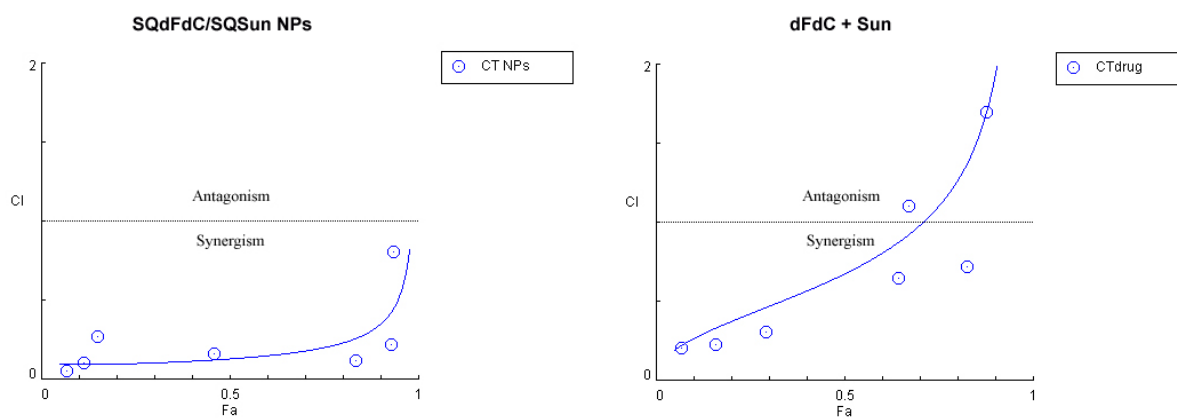 SQdFdC/SQSun NPs
2
CT NPs
CI
Antagonism
Synergism
0
0
0.5
1
Fa
dFdC + Sun
2
CTdrug
CI
Antagonism
Synergism
0
0
0.5
1
Fa